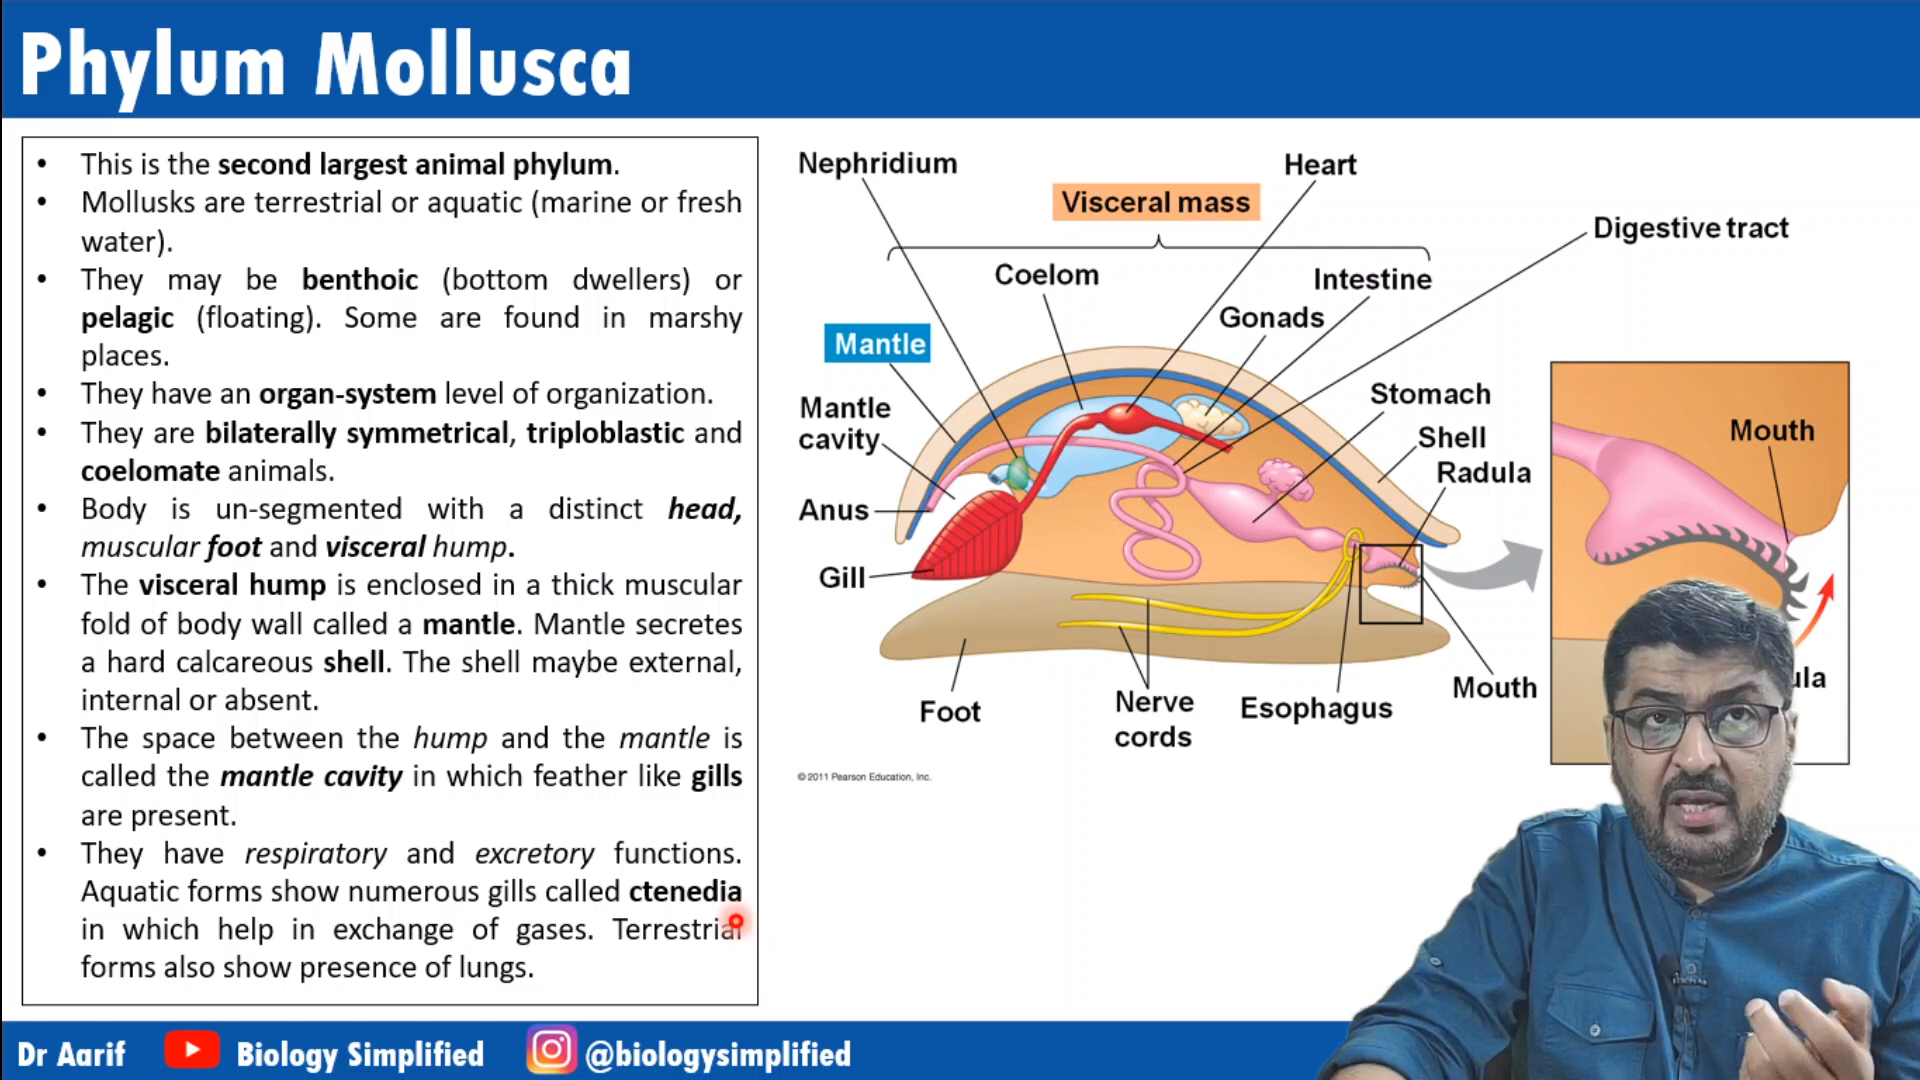 Phylum Mollusca
• This is the second largest animal phylum.
• Mollusks are terrestrial or aquatic (marine or fresh
water).
• They may be benthoic (bottom dwellers) or
pelagic (floating). Some are found in marshy
places.
• They have an organ-system level of organization.
• They are bilaterally symmetrical, triploblastic and
coelomate animals.
• Body is un-segmented with a distinct head,
muscular foot and visceral hump.
• The visceral hump is enclosed in a thick muscular
fold of body wall called a mantle. Mantle secretes
a hard calcareous shell. The shell maybe external,
internal or absent.
• The space between the hump and the mantle is
called the mantle cavity in which feather like gills
are present.
• They have respiratory and excretory functions.
Aquatic forms show numerous gills called ctenedia
in which help in exchange of gases. Terrestrial
forms also show presence of lungs.
Nephridium
Heart
Visceral mass
Digestive tract
Coelom
Intestine
Gonads
Mantle
Stomach
Mantle
cavity
Shell
Radula
Anus
Gill
Foot
Nerve
cords
Esophagus
Mouth
Mouth
ula
© 2011 Pearson Education, Inc.
Dr Aarif
Biology Simplified
@biologysimplified